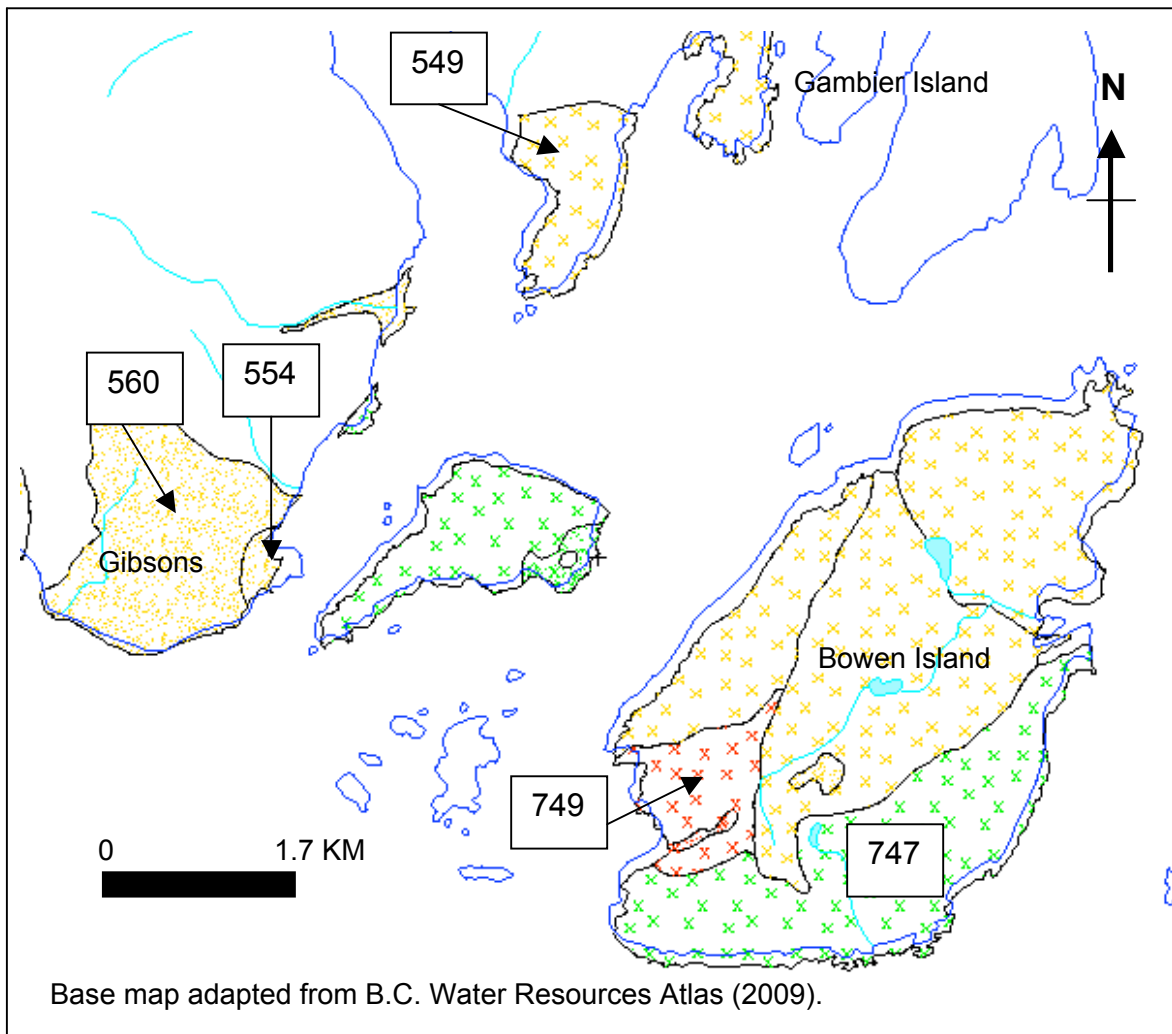 549
Gambier Island
N
560
554
Gibsons
Bowen Island
749
747
0 1.7 KM
Base map adapted from B.C. Water Resources Atlas (2009).